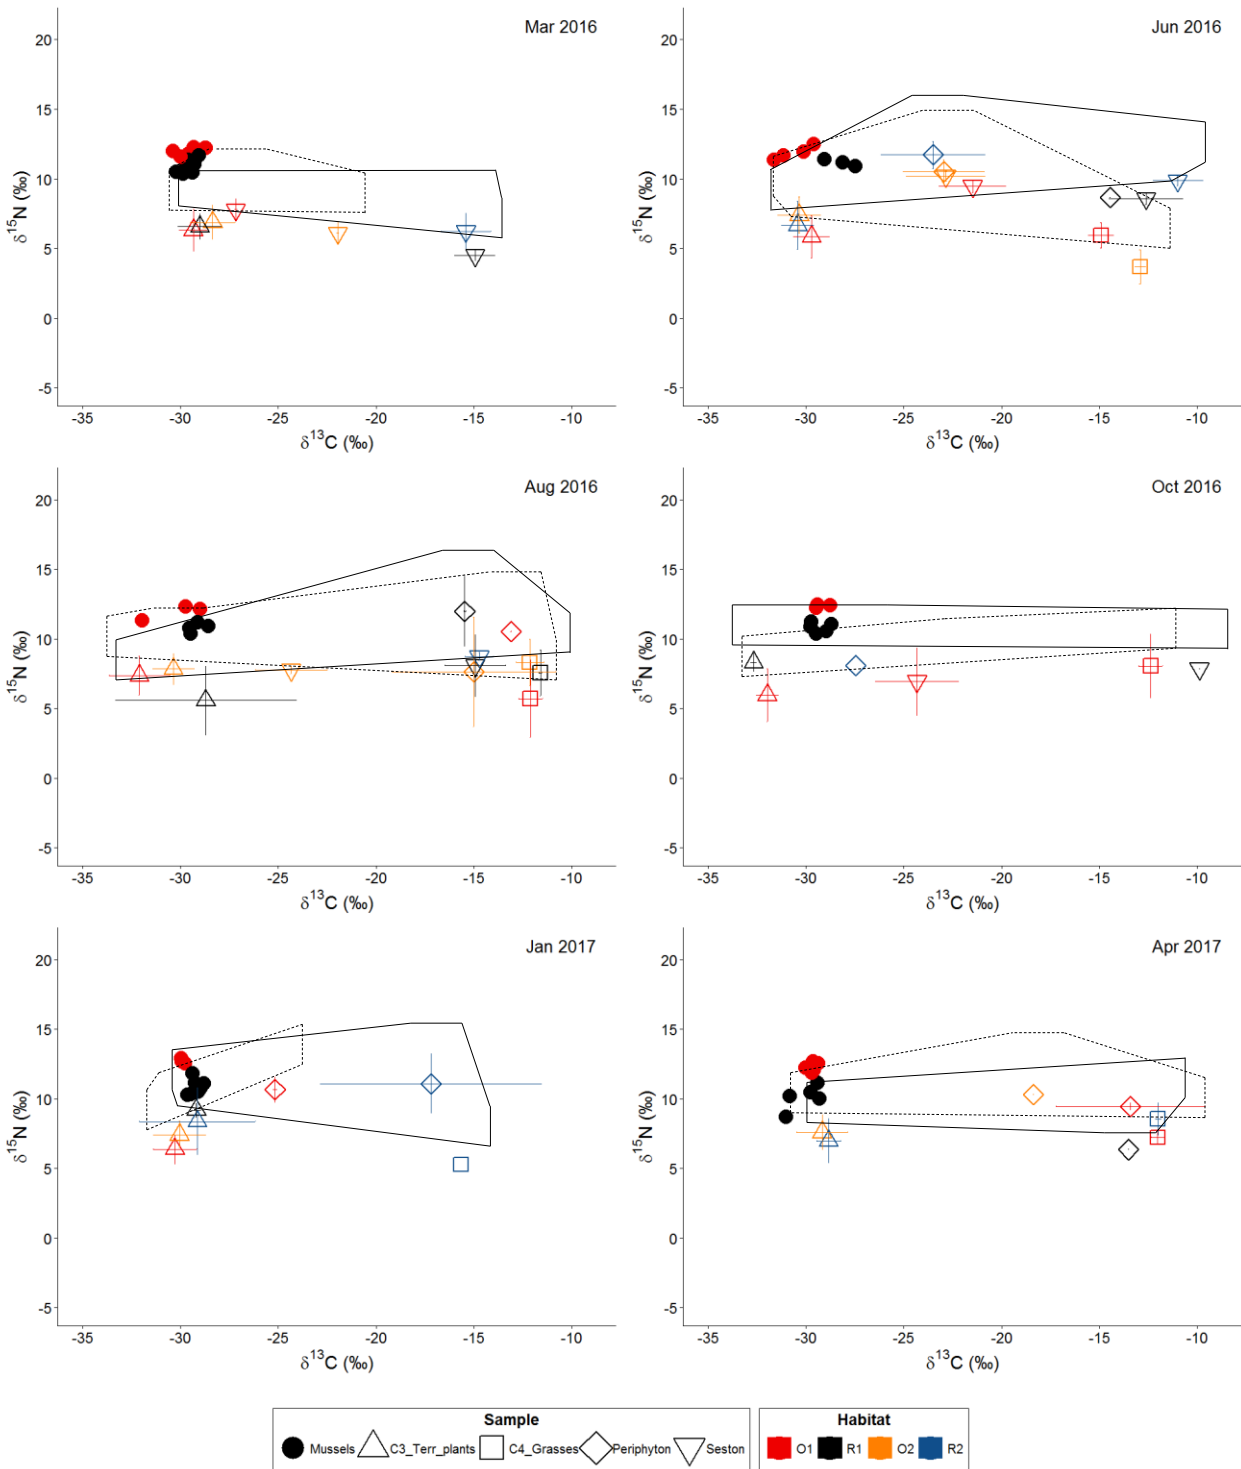 Mar 2016
20
15
10
5
0
-5
δ15N (‰)
-35 -30 -25 -20 -15 -10
δ13C (‰)
Jun 2016
20
15
10
5
0
-5
δ15N (‰)
-35 -30 -25 -20 -15 -10
δ13C (‰)
Aug 2016
20
15
10
5
0
-5
δ15N (‰)
-35 -30 -25 -20 -15 -10
δ13C (‰)
Oct 2016
20
15
10
5
0
-5
δ15N (‰)
-35 -30 -25 -20 -15 -10
δ13C (‰)
Jan 2017
20
15
10
5
0
-5
δ15N (‰)
-35 -30 -25 -20 -15 -10
δ13C (‰)
Apr 2017
20
15
10
5
0
-5
δ15N (‰)
-35 -30 -25 -20 -15 -10
δ13C (‰)
Sample
Mussels C3_Terr_plants C4_Grasses Periphyton Seston
Habitat
O1 R1 O2 R2